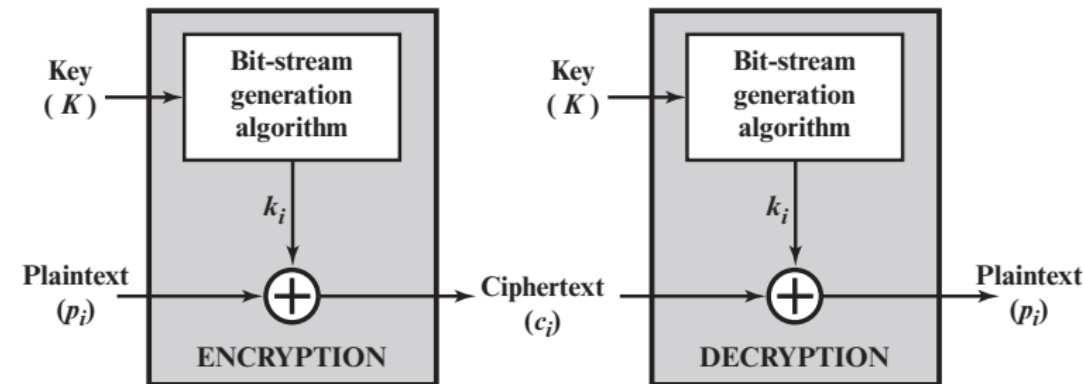 Key
( K )
Bit-stream
generation
algorithm
k_i
Plaintext
(p_i)
ENCRYPTION
Ciphertext
(c_i)
Key
( K )
Bit-stream
generation
algorithm
k_i
Plaintext
(p_i)
DECRYPTION